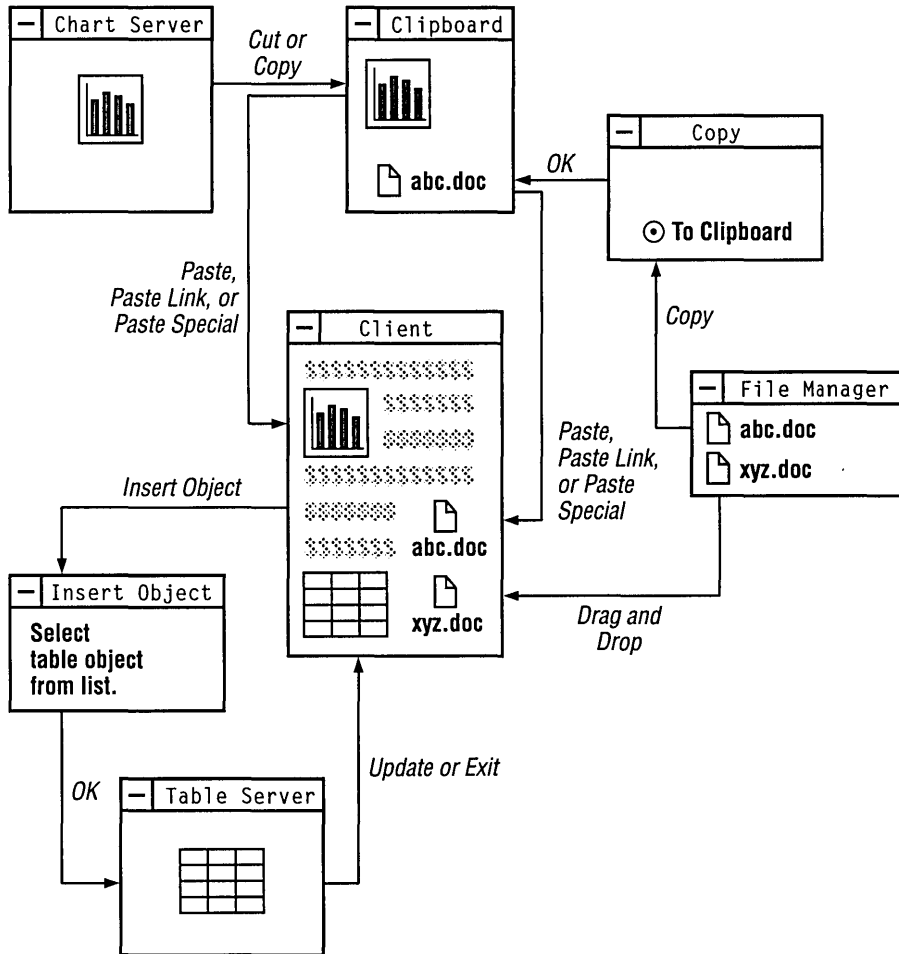 Chart Server
Cut or
Copy
Clipboard
abc.doc
OK
Copy
To Clipboard
Paste,
Paste Link, or
Paste Special
Client
abc.doc
xyz.doc
Copy
File Manager
abc.doc
xyz.doc
Paste,
Paste Link,
or Paste
Special
Drag and
Drop
Insert Object
Insert Object
Select
table object
from list.
OK
Table Server
Update or Exit